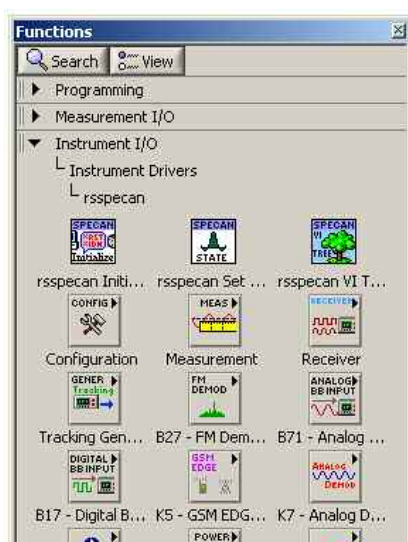 Functions
Search View
Programming
Measurement I/O
Instrument I/O
Instrument Drivers
rsspecan
SPECAN SPECAN SPECAN
Initialize STATE VI TREE
rsspecan Initi... rsspecan Set ... rsspecan VI T...
CONFIG MEAS RECEIVER
Configuration Measurement Receiver
GENER Tracking FM DEMOD ANALOG BB INPUT
Tracking Gen... B27 - FM Dem... B71 - Analog ...
DIGITAL BB INPUT GSM EDGE ANALOG DEMOD
B17 - Digital B... K5 - GSM EDG... K7 - Analog D...
POWER